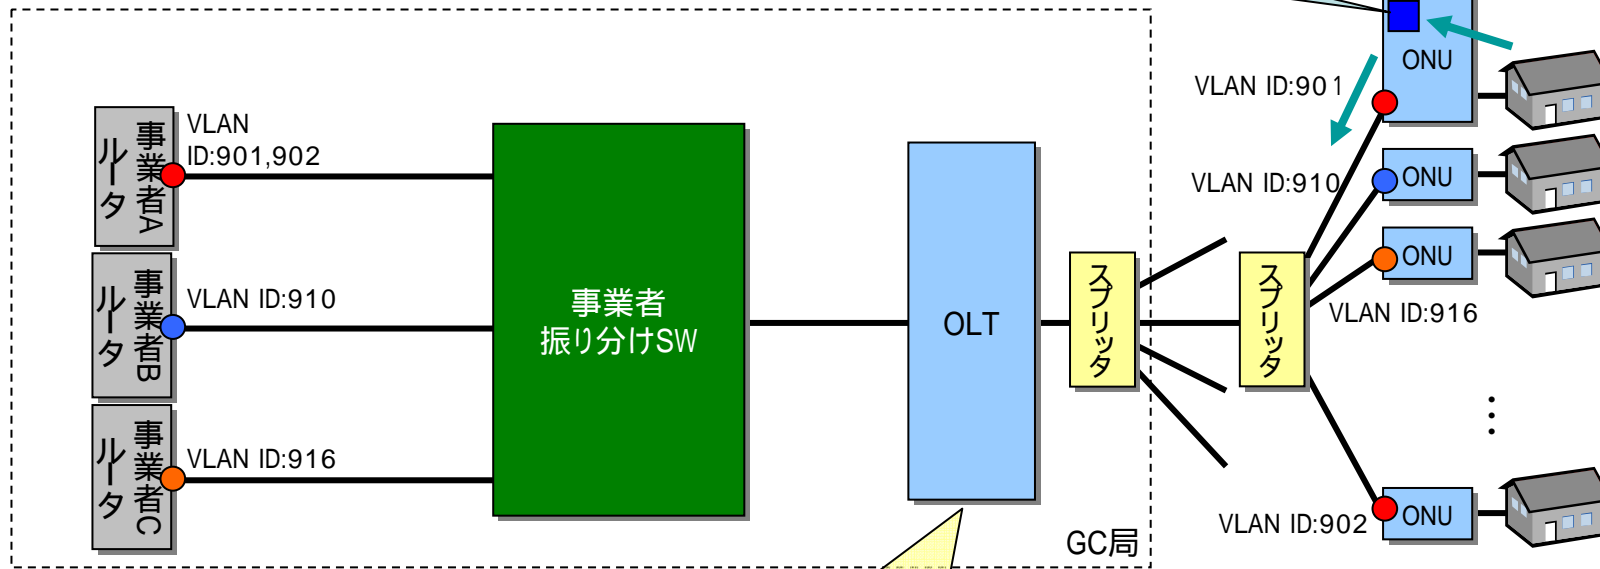 VLAN
ID:901,902
事業者A
ルータ
VLAN ID:910
事業者B
ルータ
VLAN ID:916
事業者C
ルータ
事業者
振り分けSW
OLT
スプリッタ
GC局
スプリッタ
VLAN ID:901
ONU
VLAN ID:910
ONU
ONU
VLAN ID:916
⋮
VLAN ID:902
ONU